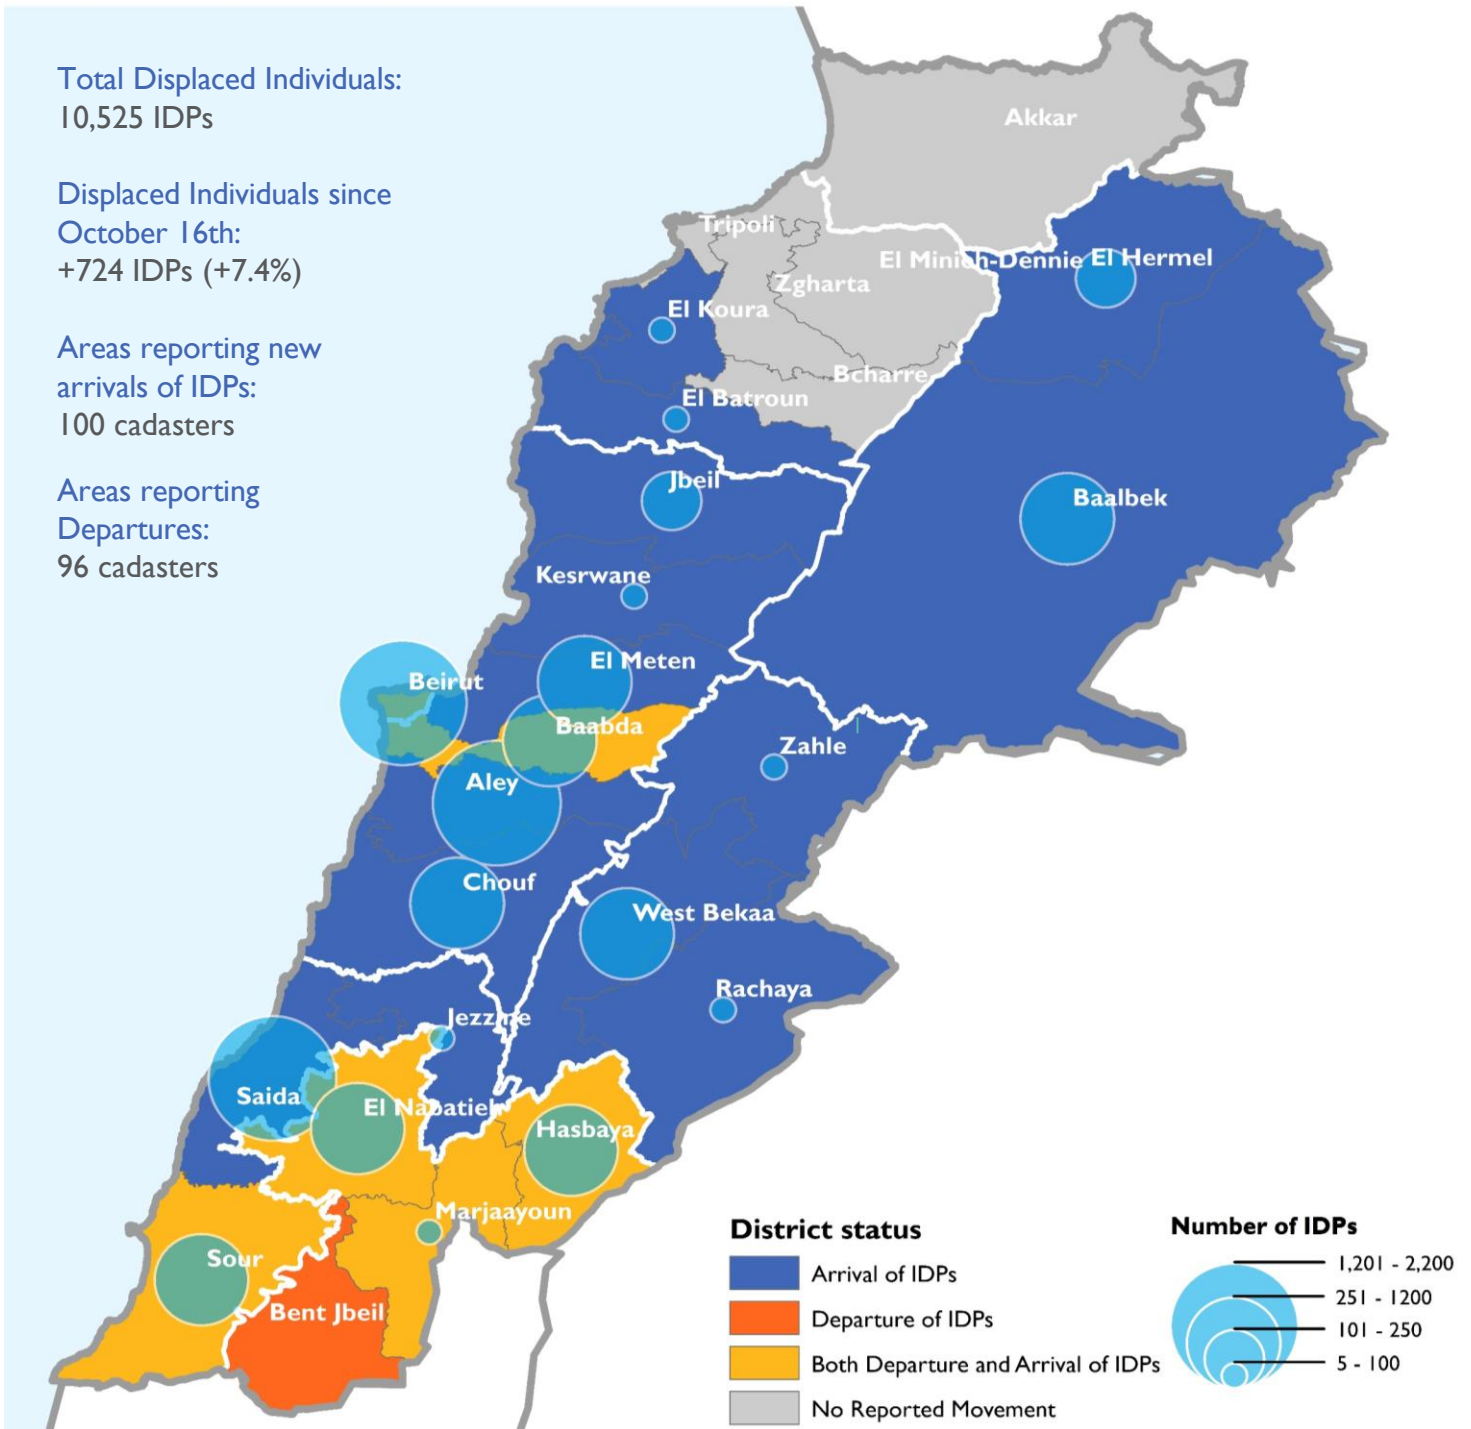 Total Displaced Individuals:
10,525 IDPs
Displaced Individuals since
October 16th:
+724 IDPs (+7.4%)
Areas reporting new
arrivals of IDPs:
100 cadasters
Areas reporting
Departures:
96 cadasters
Akkar
Tripoli
El Minieh-Dennie
El Hermel
Zgharta
El Koura
Bcharre
El Batroun
Jbeil
Baalbek
Kesrwane
El Meten
Beirut
Baabda
Zahle
Aley
Chouf
West Bekaa
Rachaya
Jezzine
Saida
El Nabatieh
Hasbaya
Marjaayoun
Sour
Bent Jbeil
District status
Arrival of IDPs
Departure of IDPs
Both Departure and Arrival of IDPs
No Reported Movement
Number of IDPs
1,201 - 2,200
251 - 1200
101 - 250
5 - 100